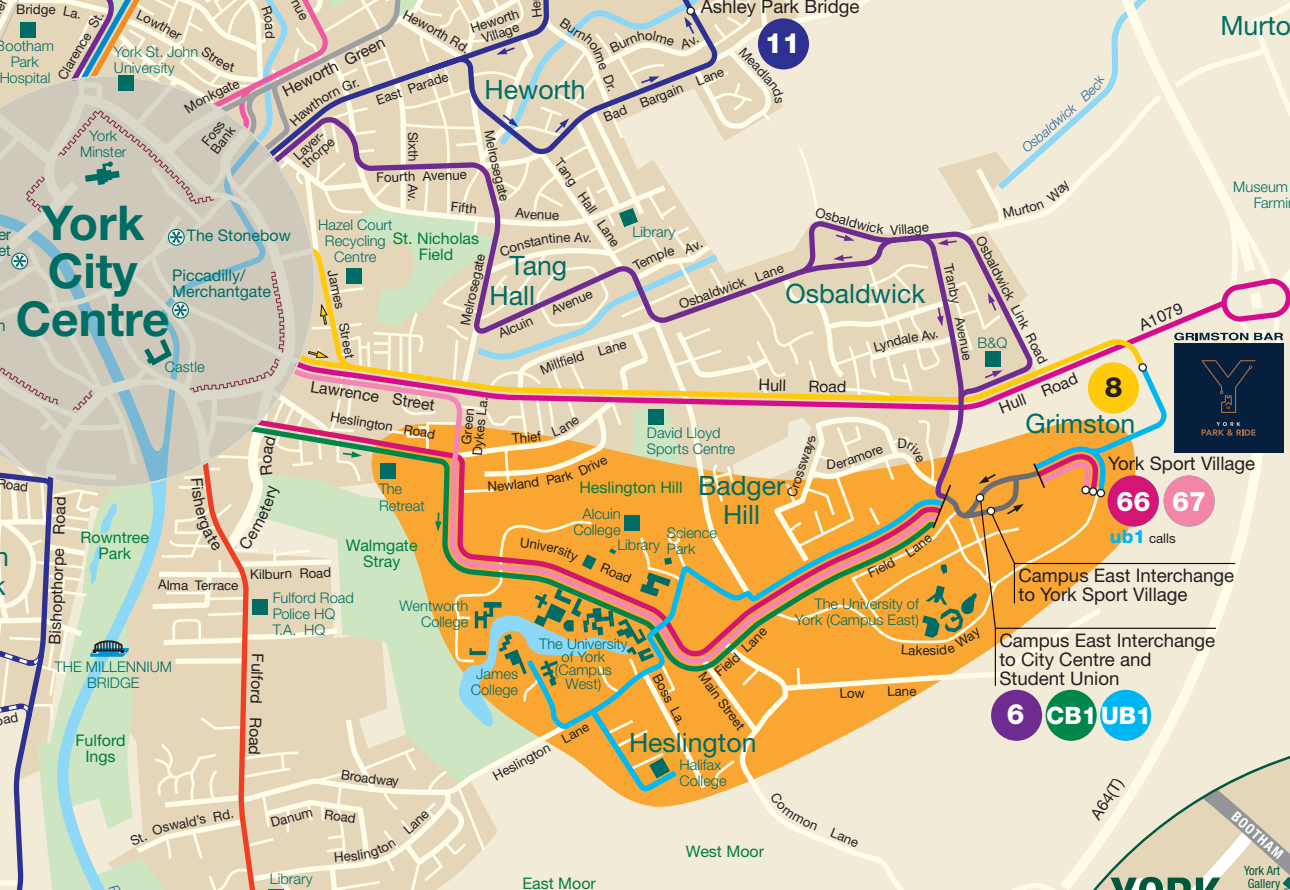 Bridge La.
Clarence St.
Lowther
Street
Road
Bootham
Park
Hospital
York St. John
University
Monkgate
Heworth Green
Heworth Rd.
Heworth
Village
Hawthorn Gr.
East Parade
Heworth
Burnholme Dr.
Burnholme Av.
Bad Bargain Lane
Meadlands
Ashley Park Bridge
11
Osbaldwick Beck
Murton Way
Foss
Bank
Layer-
thorpe
Sixth
Av.
Fourth Avenue
Fifth Avenue
Melrosegate
Tang Hall Lane
Library
York
Minster
York
City
Centre
The Stonebow
Piccadilly/
Merchantgate
Castle
Hazel Court
Recycling
Centre
St. Nicholas
Field
Constantine Av.
Tang
Hall
Melrosegate
Alcuin Avenue
Temple Av.
Osbaldwick Lane
Osbaldwick Village
Osbaldwick
Osbaldwick Link Road
Tranby Avenue
Lyndale Av.
B&Q
James Street
Millfield Lane
Lawrence Street
Hull Road
Hull Road
A1079
GRIMSTON BAR
YORK
PARK & RIDE
8
Grimston
Heslington Road
Green
Dykes La.
Thief Lane
David Lloyd
Sports Centre
Newland Park Drive
Heslington Hill
Badger
Hill
Crossways
Deramore Drive
York Sport Village
66
67
ub1 calls
The
Retreat
Alcuin
College
Library
Science
Park
University Road
Field Lane
Campus East Interchange
to York Sport Village
Campus East Interchange
to City Centre and
Student Union
6
CB1
UB1
The University of
York (Campus East)
Lakeside Way
Walmgate
Stray
Wentworth
College
The University
of York
(Campus
West)
James
College
Field Lane
Boss La.
Main Street
Low Lane
Heslington
Halifax
College
Heslington Lane
Common Lane
A64(T)
West Moor
East Moor
Road
Bishopthorpe Road
Rowntree
Park
Fishergate
Cemetery Road
Alma Terrace
Kilburn Road
Fulford Road
Police HQ
T.A. HQ
THE MILLENNIUM
BRIDGE
Fulford Road
Fulford
Ings
Broadway
St. Oswald's Rd.
Danum Road
Heslington Lane
Library
BOOTHAM
York Art
Gallery
YORK